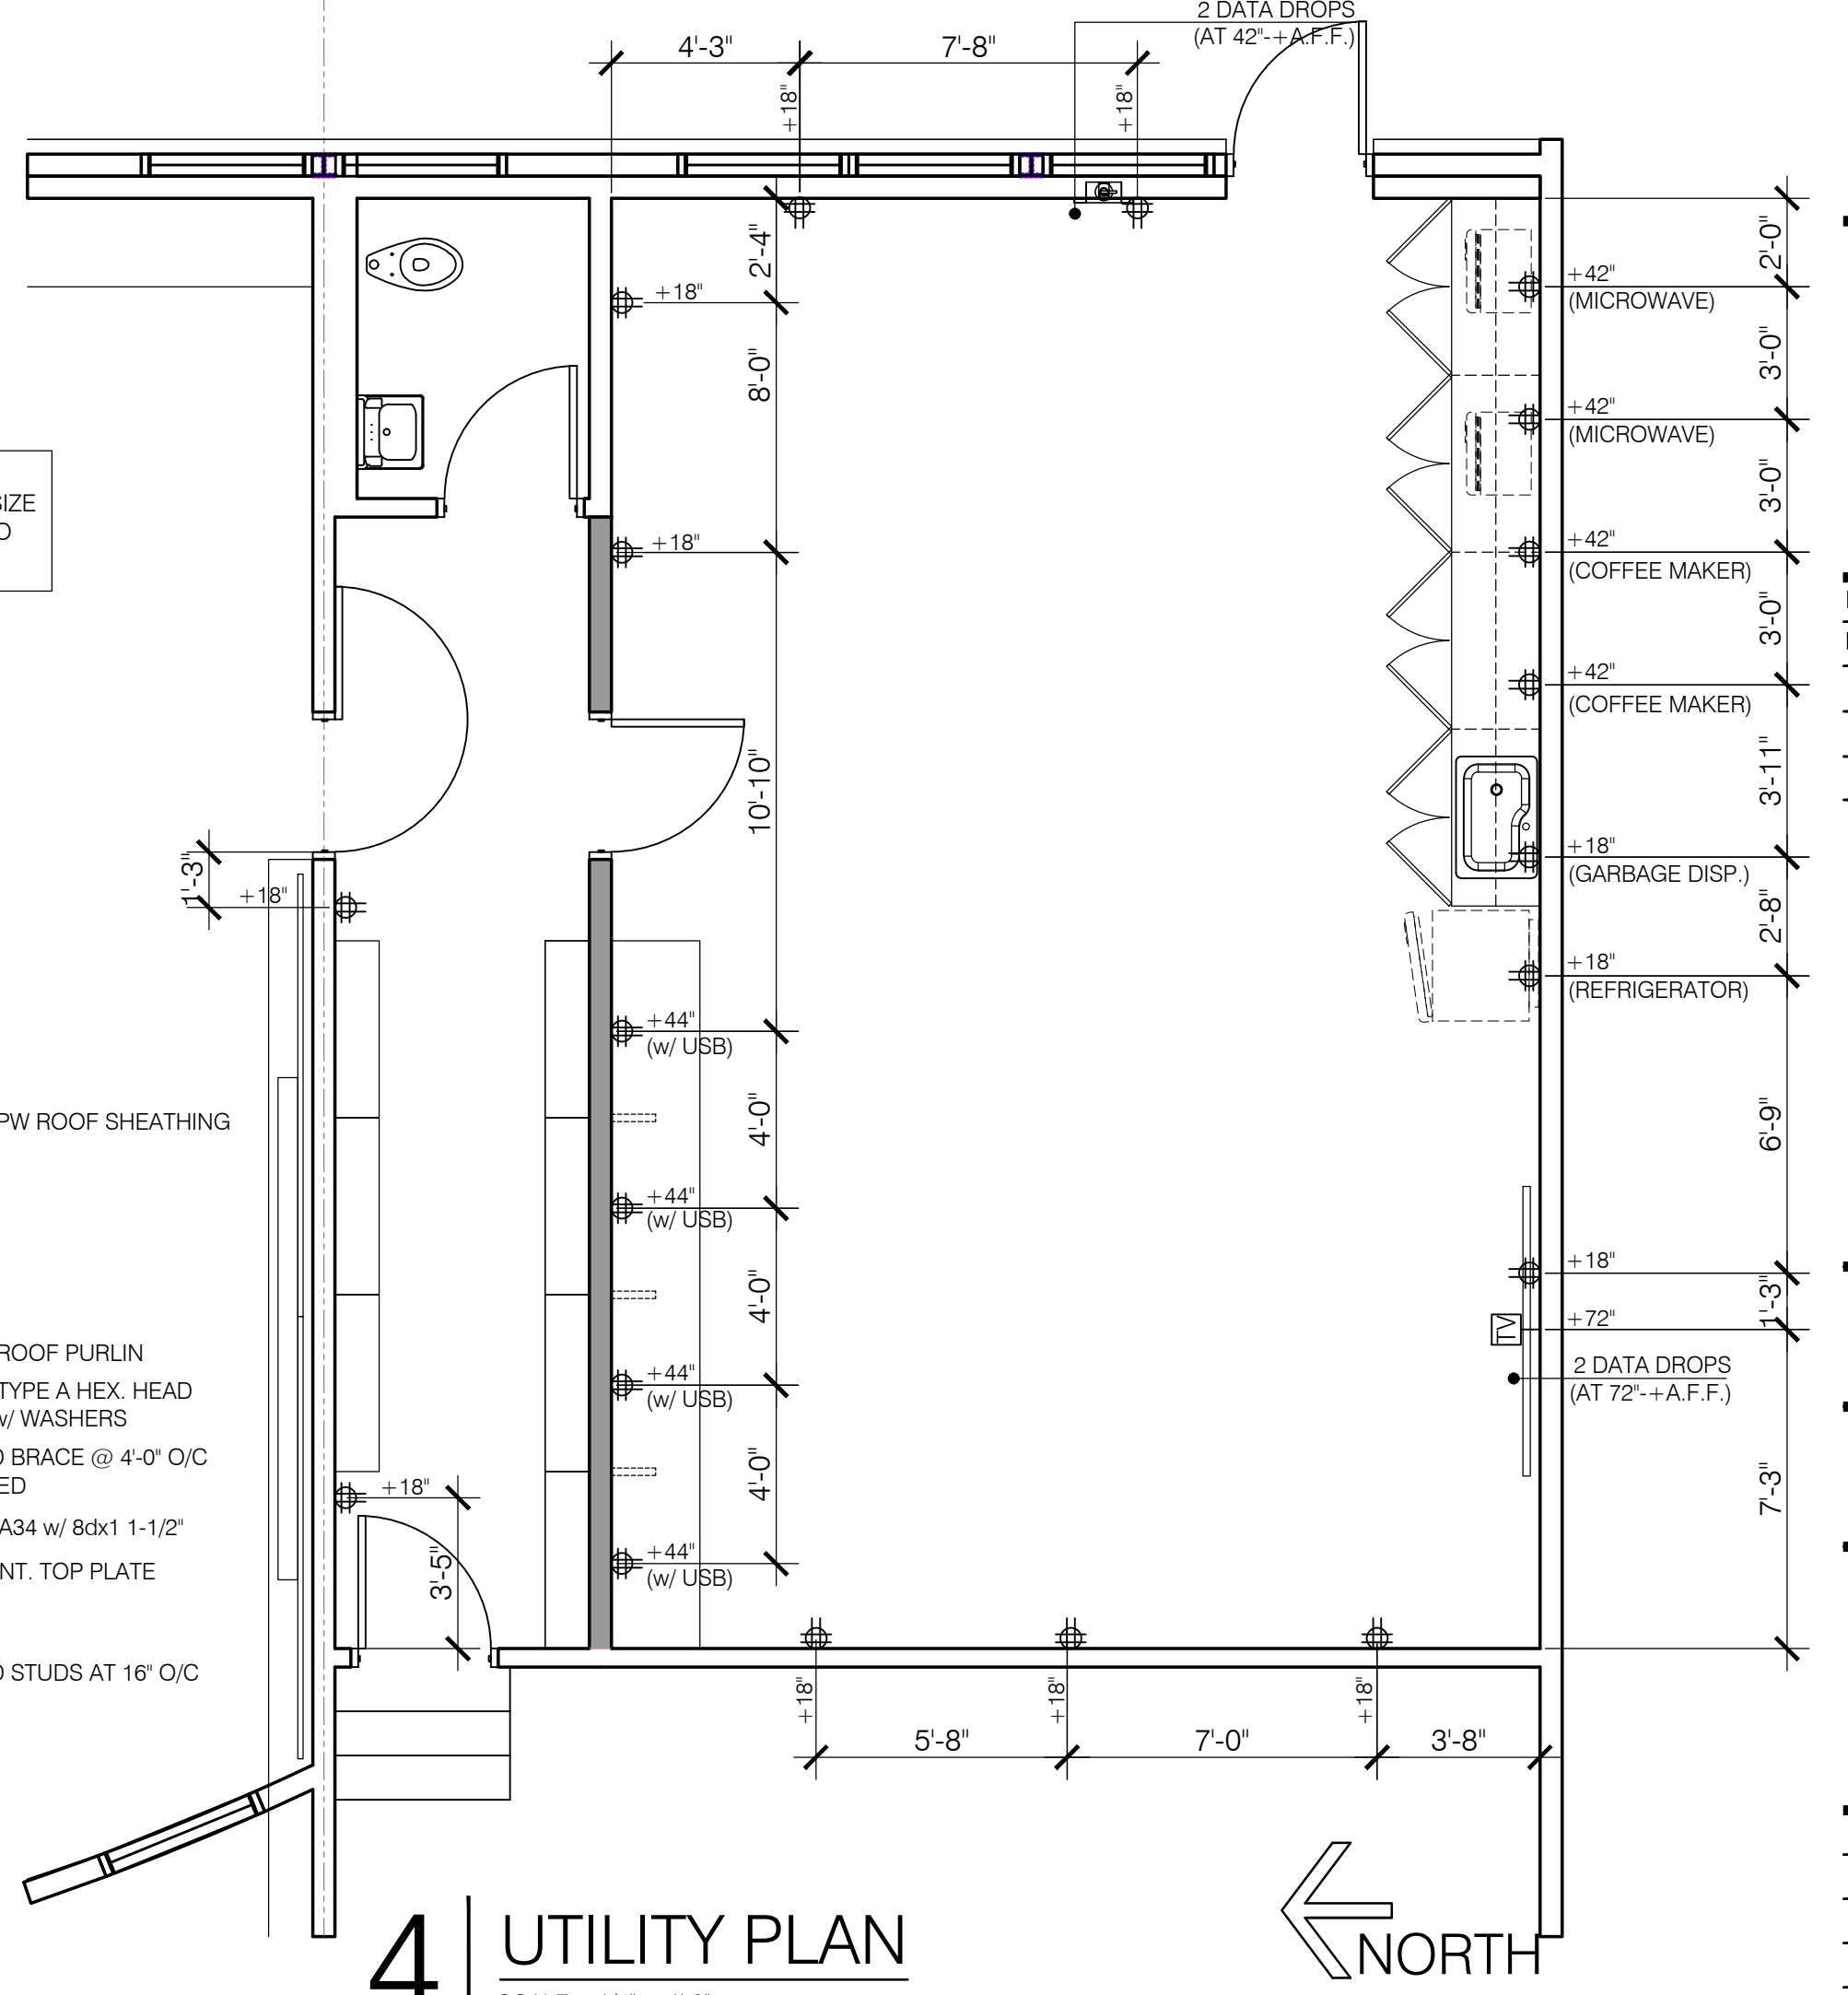 2 DATA DROPS
(AT 42"-+A.F.F.)
4'-3"
7'-8"
+18"
+18"
2'-4"
+18"
8'-0"
+18"
10'-10"
2'-0"
+42"
(MICROWAVE)
3'-0"
+42"
(MICROWAVE)
3'-0"
+42"
(COFFEE MAKER)
3'-0"
+42"
(COFFEE MAKER)
3'-11"
+18"
(GARBAGE DISP.)
2'-8"
+18"
(REFRIGERATOR)
6'-9"
+18"
1'-3"
+72"
TV
2 DATA DROPS
(AT 72"-+A.F.F.)
7'-3"
SIZE
1'-3"
+18"
+44"
(w/ USB)
4'-0"
+44"
(w/ USB)
4'-0"
+44"
(w/ USB)
4'-0"
+44"
(w/ USB)
+18"
3'-5"
PW ROOF SHEATHING
ROOF PURLIN
TYPE A HEX. HEAD
w/ WASHERS
BRACE @ 4'-0" O/C
A34 w/ 8dx1 1-1/2"
TOP PLATE
STUDS AT 16" O/C
+18"
+18"
+18"
5'-8"
7'-0"
3'-8"
4
UTILITY PLAN
NORTH